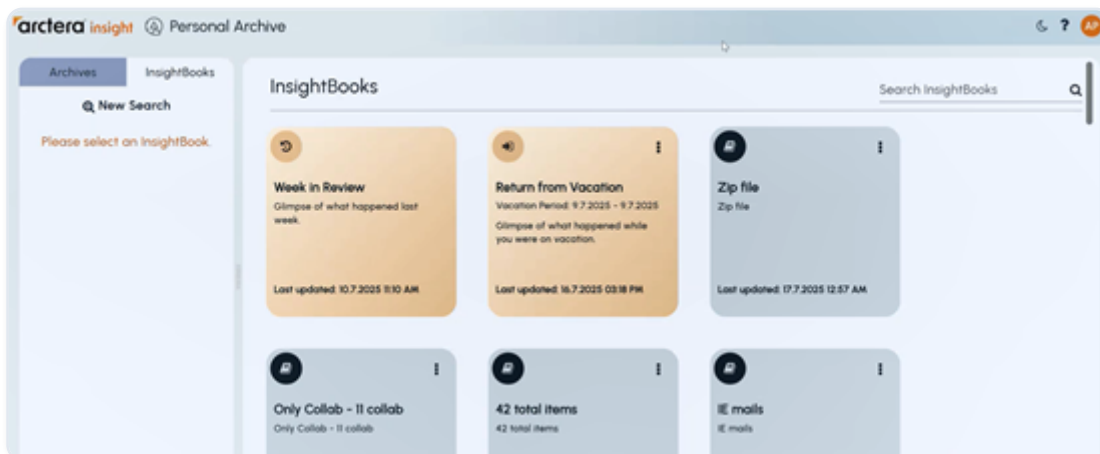 arctera insight Personal Archive ? AP
Archives InsightBooks
New Search
Please select an InsightBook.
InsightBooks
Search InsightBooks
Week in Review
Glimpse of what happened last
week.
Last updated: 10.7.2025 11:10 AM
Return from Vacation
Vacation Period: 9.7.2025 - 9.7.2025
Glimpse of what happened while
you were on vacation.
Last updated: 16.7.2025 03:18 PM
Zip file
Zip file
Last updated: 17.7.2025 12:57 AM
Only Collab - 11 collab
Only Collab - 11 collab
42 total items
42 total items
IE mails
IE mails